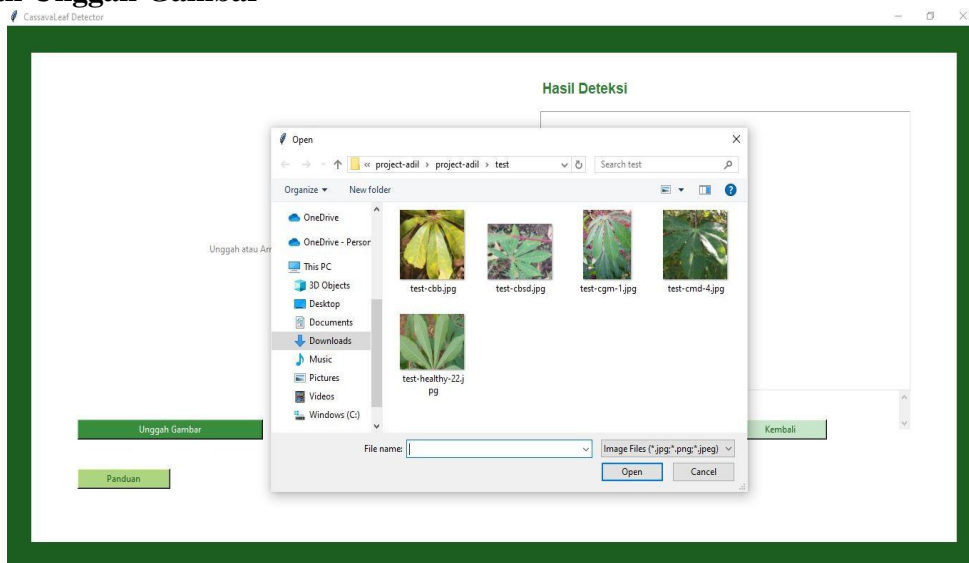 Unggah Gambar
CassavaLeaf Detector
Hasil Deteksi
Open
« project-adil › project-adil › test
Search test
Organize
New folder
OneDrive
OneDrive - Person
This PC
3D Objects
Desktop
Documents
Downloads
Music
Pictures
Videos
Windows (C:)
test-cbb.jpg
test-cbsd.jpg
test-cgm-1.jpg
test-cmd-4.jpg
test-healthy-22.j
pg
Unggah atau Am
Unggah Gambar
Kembali
Panduan
File name:
Image Files (*.jpg;*.png;*.jpeg)
Open
Cancel